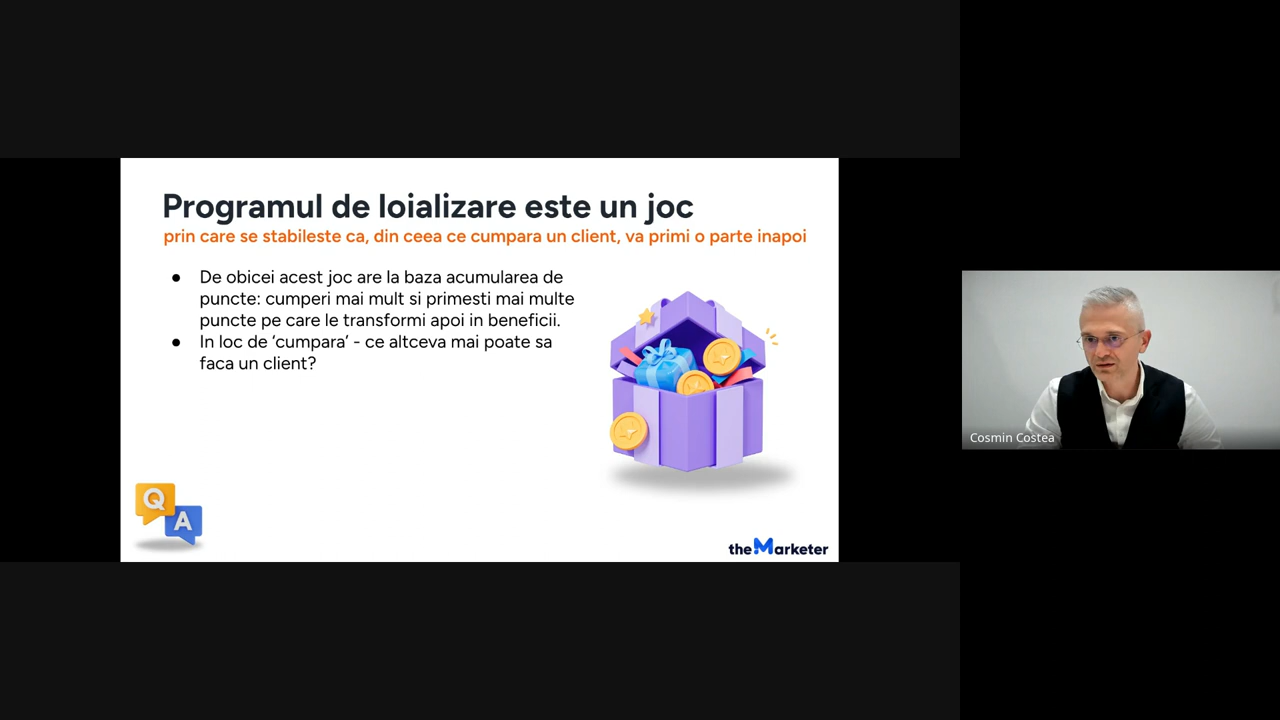 Programul de loializare este un joc
prin care se stabileste ca, din ceea ce cumpara un client, va primi o parte inapoi
● De obicei acest joc are la baza acumularea de
puncte: cumperi mai mult si primesti mai multe
puncte pe care le transformi apoi in beneficii.
● In loc de ‘cumpara’ - ce altceva mai poate sa
faca un client?
Q
A
theMarketer
Cosmin Costea